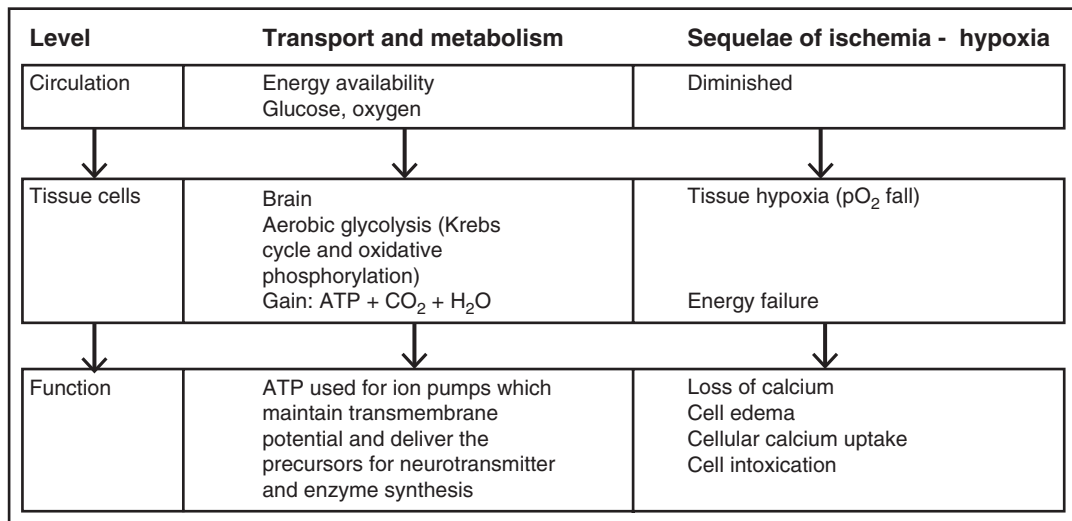 Level Transport and metabolism Sequelae of ischemia - hypoxia
Circulation Energy availability Diminished
Glucose, oxygen
Tissue cells Brain Tissue hypoxia (pO₂ fall)
Aerobic glycolysis (Krebs
cycle and oxidative
phosphorylation)
Gain: ATP + CO₂ + H₂O Energy failure
Function ATP used for ion pumps which Loss of calcium
maintain transmembrane Cell edema
potential and deliver the Cellular calcium uptake
precursors for neurotransmitter Cell intoxication
and enzyme synthesis